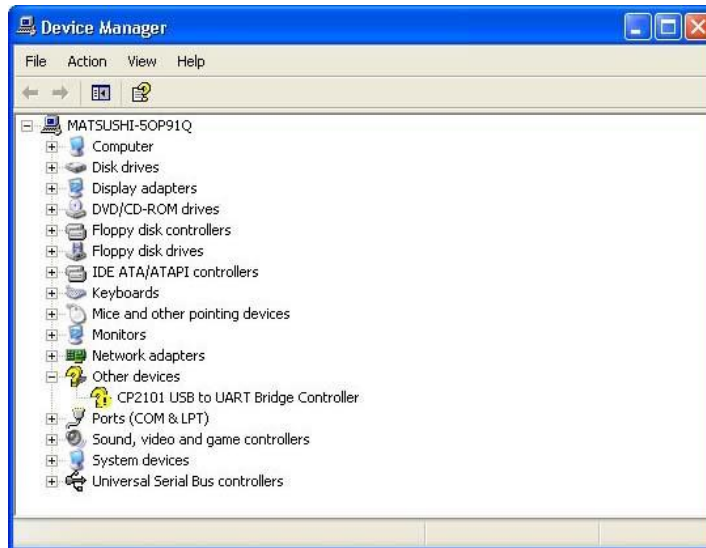 Device Manager
File Action View Help
MATSUSHI-5OP91Q
Computer
Disk drives
Display adapters
DVD/CD-ROM drives
Floppy disk controllers
Floppy disk drives
IDE ATA/ATAPI controllers
Keyboards
Mice and other pointing devices
Monitors
Network adapters
Other devices
CP2101 USB to UART Bridge Controller
Ports (COM & LPT)
Sound, video and game controllers
System devices
Universal Serial Bus controllers